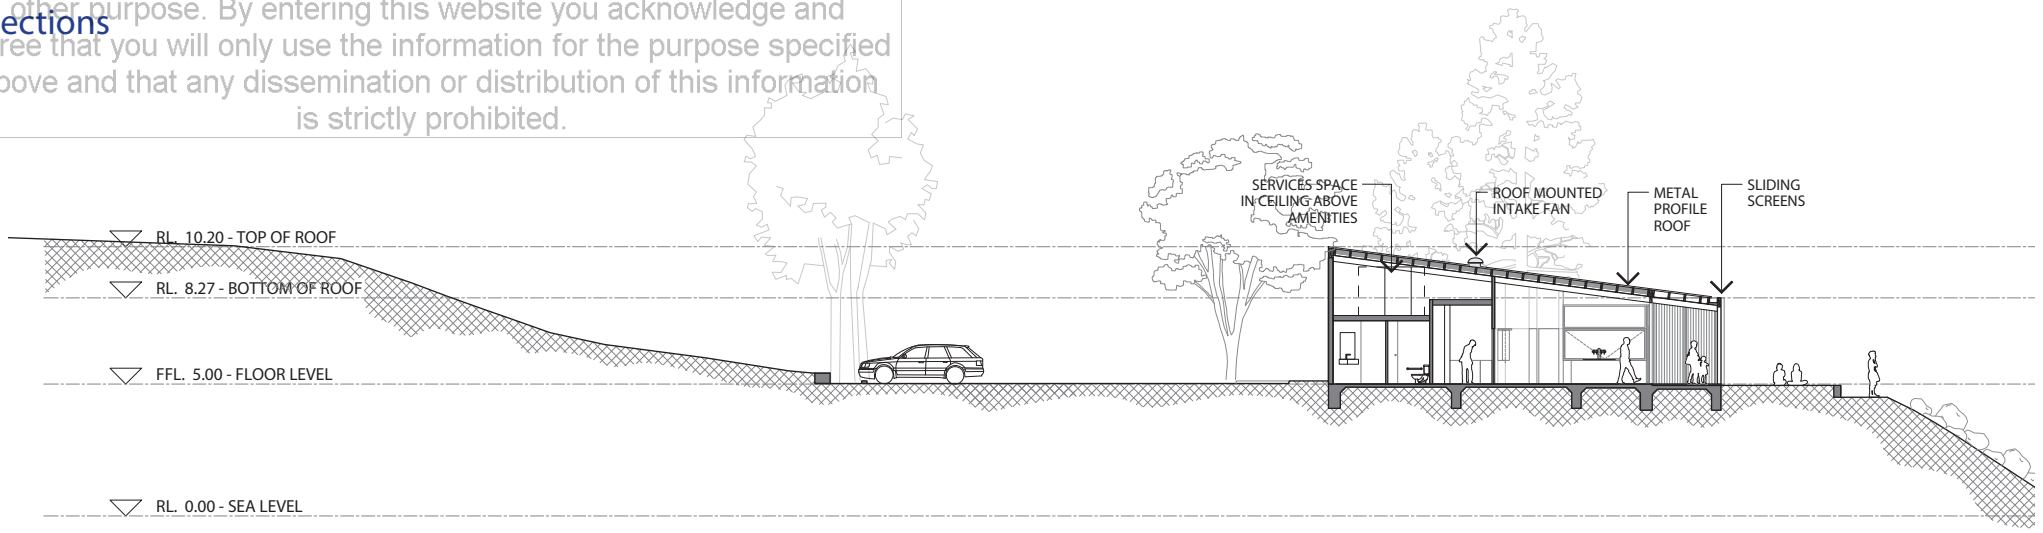 other purpose. By entering this website you acknowledge and
ections
ree that you will only use the information for the purpose specified
bove and that any dissemination or distribution of this information
is strictly prohibited.
SERVICES SPACE
IN CEILING ABOVE
AMENITIES
ROOF MOUNTED
INTAKE FAN
METAL
PROFILE
ROOF
SLIDING
SCREENS
RL. 10.20 - TOP OF ROOF
RL. 8.27 - BOTTOM OF ROOF
FFL. 5.00 - FLOOR LEVEL
RL. 0.00 - SEA LEVEL